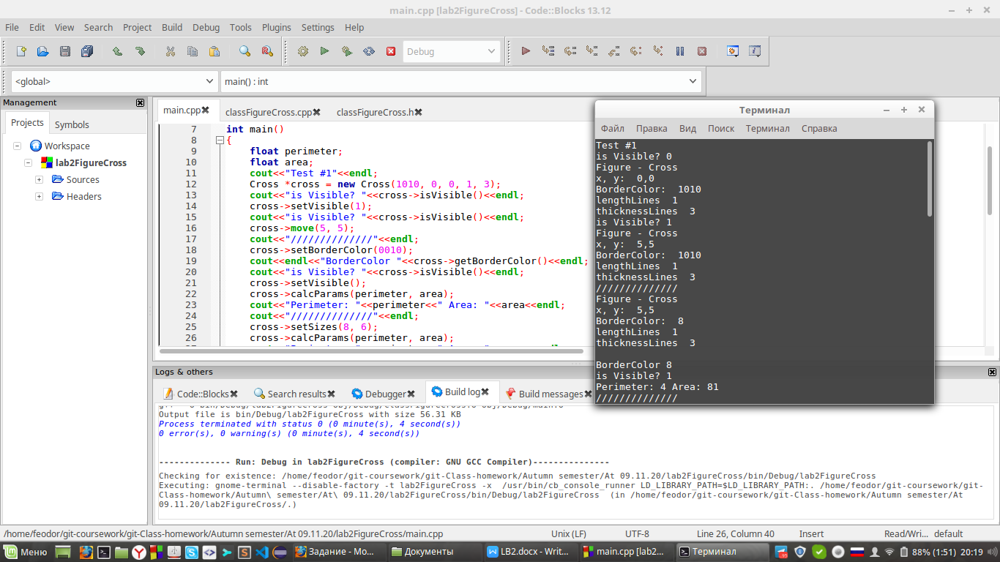 main.cpp [lab2FigureCross] - Code::Blocks 13.12
File Edit View Search Project Build Debug Tools Plugins Settings Help
Debug
<global> main() : int
Management
Projects Symbols
Workspace
lab2FigureCross
Sources
Headers
main.cpp classFigureCross.cpp classFigureCross.h
7 int main()
8 {
9 float perimeter;
10 float area;
11 cout<<"Test #1"<<endl;
12 Cross *cross = new Cross(1010, 0, 0, 1, 3);
13 cout<<"is Visible? "<<cross->isVisible()<<endl;
14 cross->setVisible(1);
15 cout<<"is Visible? "<<cross->isVisible()<<endl;
16 cross->move(5, 5);
17 cout<<"//////////////"<<endl;
18 cross->setBorderColor(0010);
19 cout<<endl<<"BorderColor "<<cross->getBorderColor()<<endl;
20 cout<<"is Visible? "<<cross->isVisible()<<endl;
21 cross->setVisible();
22 cross->calcParams(perimeter, area);
23 cout<<"Perimeter: "<<perimeter<<" Area: "<<area<<endl;
24 cout<<"//////////////"<<endl;
25 cross->setSizes(8, 6);
26 cross->calcParams(perimeter, area);
Терминал
Файл Правка Вид Поиск Терминал Справка
Test #1
is Visible? 0
Figure - Cross
x, y:  0,0
BorderColor:  1010
lengthLines  1
thicknessLines  3
is Visible? 1
Figure - Cross
x, y:  5,5
BorderColor:  1010
lengthLines  1
thicknessLines  3
//////////////
Figure - Cross
x, y:  5,5
BorderColor:  8
lengthLines  1
thicknessLines  3
BorderColor 8
is Visible? 1
Perimeter: 4 Area: 81
//////////////
Logs & others
Code::Blocks Search results Debugger Build log Build messages
Output file is bin/Debug/lab2FigureCross with size 56.31 KB
Process terminated with status 0 (0 minute(s), 4 second(s))
0 error(s), 0 warning(s) (0 minute(s), 4 second(s))
-------------- Run: Debug in lab2FigureCross (compiler: GNU GCC Compiler)---------------
Checking for existence: /home/feodor/git-coursework/git-Class-homework/Autumn semester/At 09.11.20/lab2FigureCross/bin/Debug/lab2FigureCross
Executing: gnome-terminal --disable-factory -t lab2FigureCross -x  /usr/bin/cb_console_runner LD_LIBRARY_PATH=$LD_LIBRARY_PATH:. /home/feodor/git-coursework/git-
Class-homework/Autumn\ semester/At\ 09.11.20/lab2FigureCross/bin/Debug/lab2FigureCross  (in /home/feodor/git-coursework/git-Class-homework/Autumn semester/At
09.11.20/lab2FigureCross/.)
/home/feodor/git-coursework/git-Class-homework/Autumn semester/At 09.11.20/lab2FigureCross/main.cpp Unix (LF) UTF-8 Line 26, Column 40 Insert Read/Wri... default
Меню Задание - Mo... Документы LB2.docx - Writ... main.cpp [lab2... Терминал 88% (1:51) 20:19